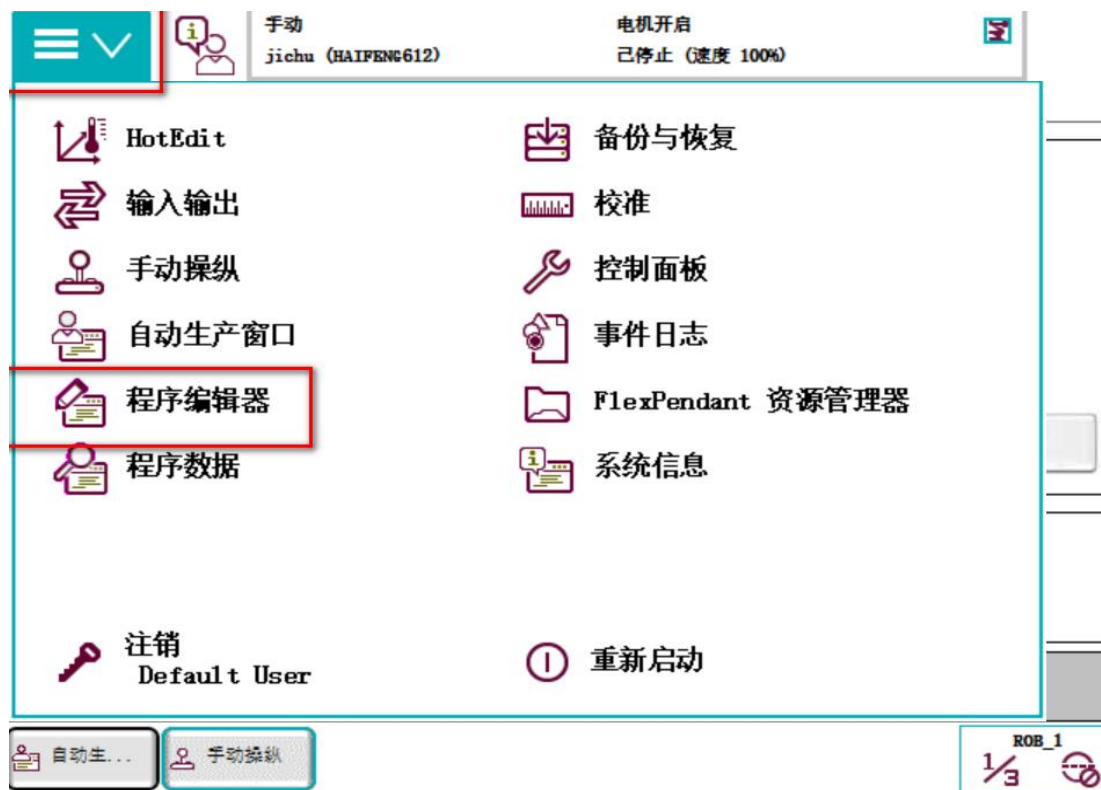 手动
jichu (HAIFENG612)
电机开启
己停止 (速度 100%)
HotEdit
备份与恢复
输入输出
校准
手动操纵
控制面板
自动生产窗口
事件日志
程序编辑器
FlexPendant 资源管理器
程序数据
系统信息
注销
Default User
重新启动
自动生...
手动操纵
ROB_1
1/3